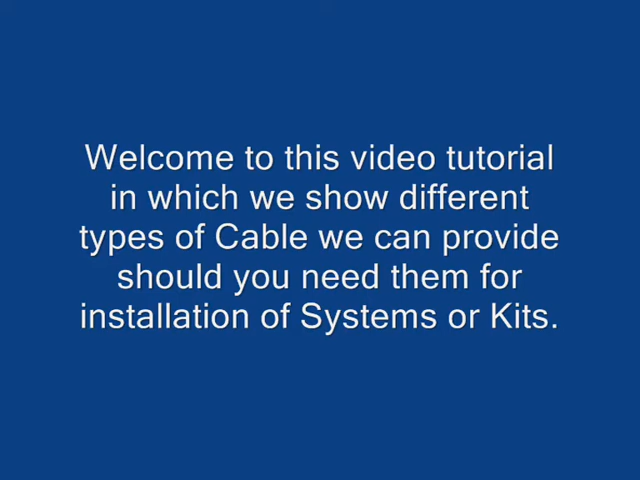 Welcome to this video tutorial
in which we show different
types of Cable we can provide
should you need them for
installation of Systems or Kits.